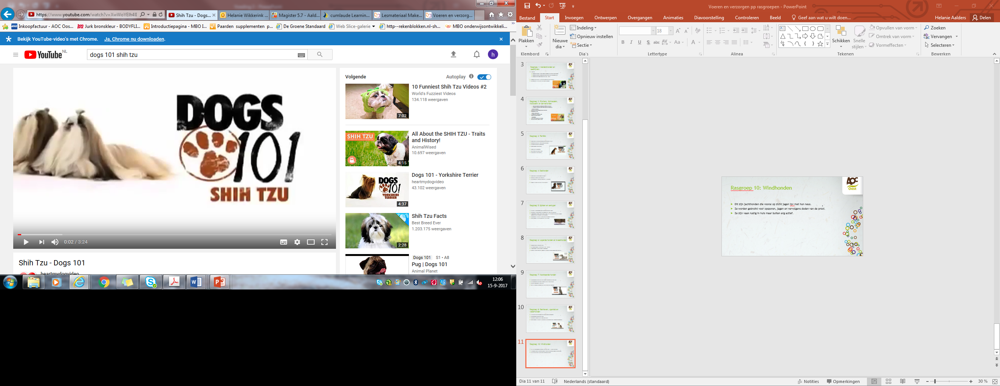 https://www.youtube.com/watch?v=XwWoYElh4lI
Shih Tzu - Dogs...
Helanie Wikkerink ...
Magister 5.7 - Aald...
cumlaude Learnin...
Lesmateriaal Make...
Voeren en verzorg...
Inkoopfactuur - AOC Oos...
Jurk bronskleur - BODYFLI...
Introductiepagina - MBO I...
Paarden supplementen p...
De Groene Standaard
Web Slice-galerie
http--rekenblokken.nl-sh...
MBO onderwijsontwikkeli...
Bekijk YouTube-video's met Chrome. Ja, Chrome nu downloaden.
YouTube NL
dogs 101 shih tzu
h
DOGS
101
SHIH TZU
0:02 / 3:24
Shih Tzu - Dogs 101
heartmydogvideo
Volgende
Autoplay
10 Funniest Shih Tzu Videos #2
World's Fuzziest Videos
134.118 weergaven
7:02
SHIH TZU
All About the SHIH TZU - Traits
and History!
AnimalWised
10.697 weergaven
4:15
Dogs 101 - Yorkshire Terrier
heartmydogvideo
43.102 weergaven
DOGS
101
YORKSHIRE
TERRIER
4:37
Shih Tzu Facts
Best Breed Ever
1.203.175 weergaven
2:28
Dogs 101 S1 • A8
Pug | Dogs 101
Animal Planet
12:06
15-9-2017
Voeren en verzorgen pp rasgroepen - PowerPoint
Bestand
Start
Invoegen
Ontwerpen
Overgangen
Animaties
Diavoorstelling
Controleren
Beeld
Geef aan wat u wilt doen...
Helanie Aalders
Delen
Plakken
Klembord
Nieuwe
dia
Indeling
Opnieuw instellen
Sectie
Dia's
18
B I U S abc AV Aa A
Lettertype
Alinea
Schikken
Snelle
stijlen
Opvullen van vorm
Omtrek van vorm
Vormeffecten
Tekenen
Zoeken
Vervangen
Selecteren
Bewerken
3
4
5
6
7
8
9
10
11
Rasgroep 10: Windhonden
AOC
Oost
Dit zijn jachthonden die vooral op zicht jagen ipv met hun neus.
Ze worden gebruikt voor opsporen, jagen en vervolgens doden van de prooi.
Ze zijn vaak rustig in huis maar buiten erg actief.
Dia 11 van 11
Nederlands (standaard)
Notities
Opmerkingen
30 %